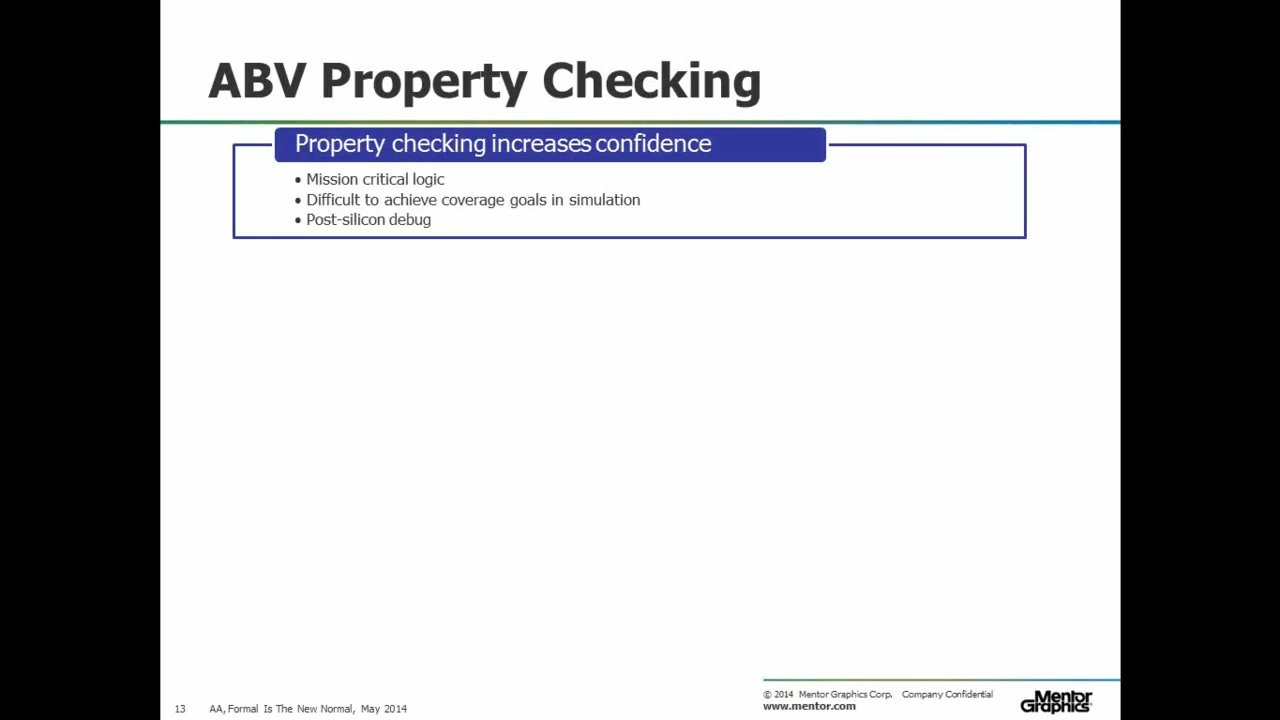 ABV Property Checking
Property checking increases confidence
• Mission critical logic
• Difficult to achieve coverage goals in simulation
• Post-silicon debug
13 AA, Formal Is The New Normal, May 2014
© 2014 Mentor Graphics Corp. Company Confidential
www.mentor.com
Mentor
Graphics